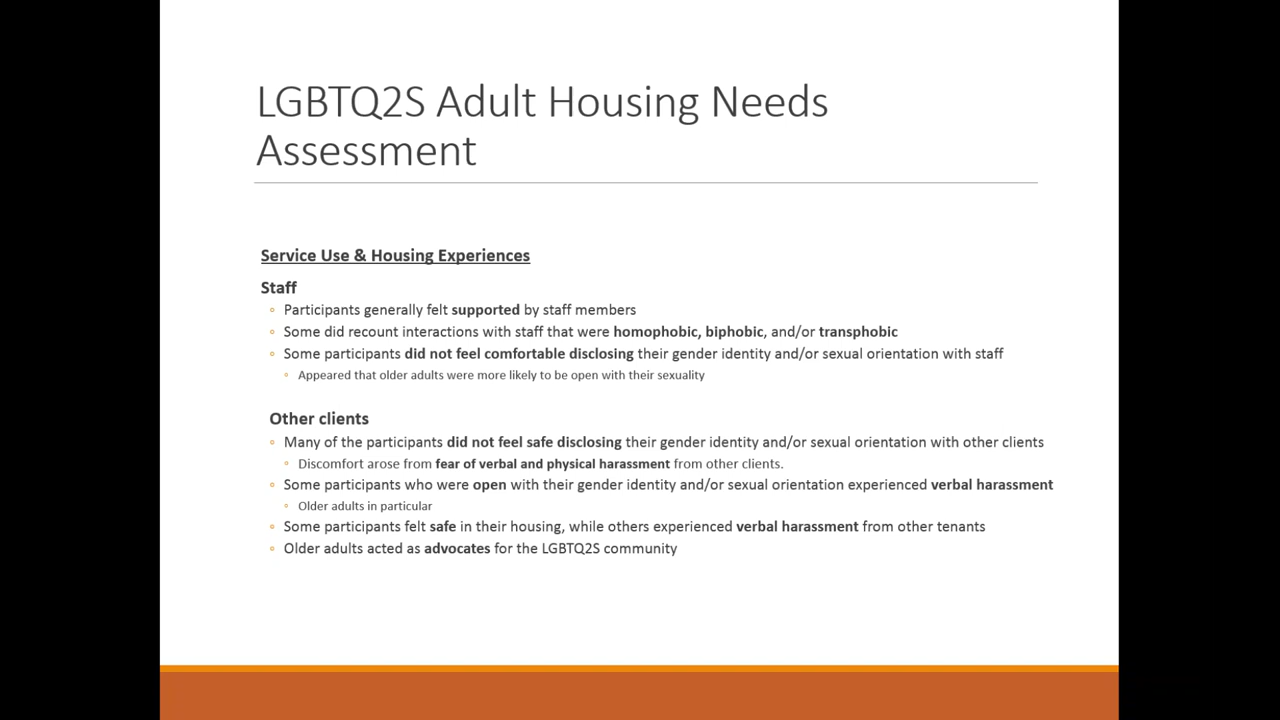 LGBTQ2S Adult Housing Needs
Assessment
Service Use & Housing Experiences
Staff
◦ Participants generally felt supported by staff members
◦ Some did recount interactions with staff that were homophobic, biphobic, and/or transphobic
◦ Some participants did not feel comfortable disclosing their gender identity and/or sexual orientation with staff
◦ Appeared that older adults were more likely to be open with their sexuality
Other clients
◦ Many of the participants did not feel safe disclosing their gender identity and/or sexual orientation with other clients
◦ Discomfort arose from fear of verbal and physical harassment from other clients.
◦ Some participants who were open with their gender identity and/or sexual orientation experienced verbal harassment
◦ Older adults in particular
◦ Some participants felt safe in their housing, while others experienced verbal harassment from other tenants
◦ Older adults acted as advocates for the LGBTQ2S community